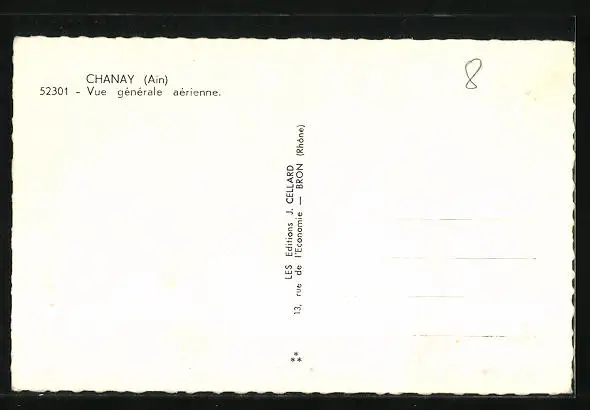 CHANAY (Ain)
52301 - Vue générale aérienne.
8
LES Editions J. CELLARD
13, rue de l'Economie — BRON (Rhône)
***